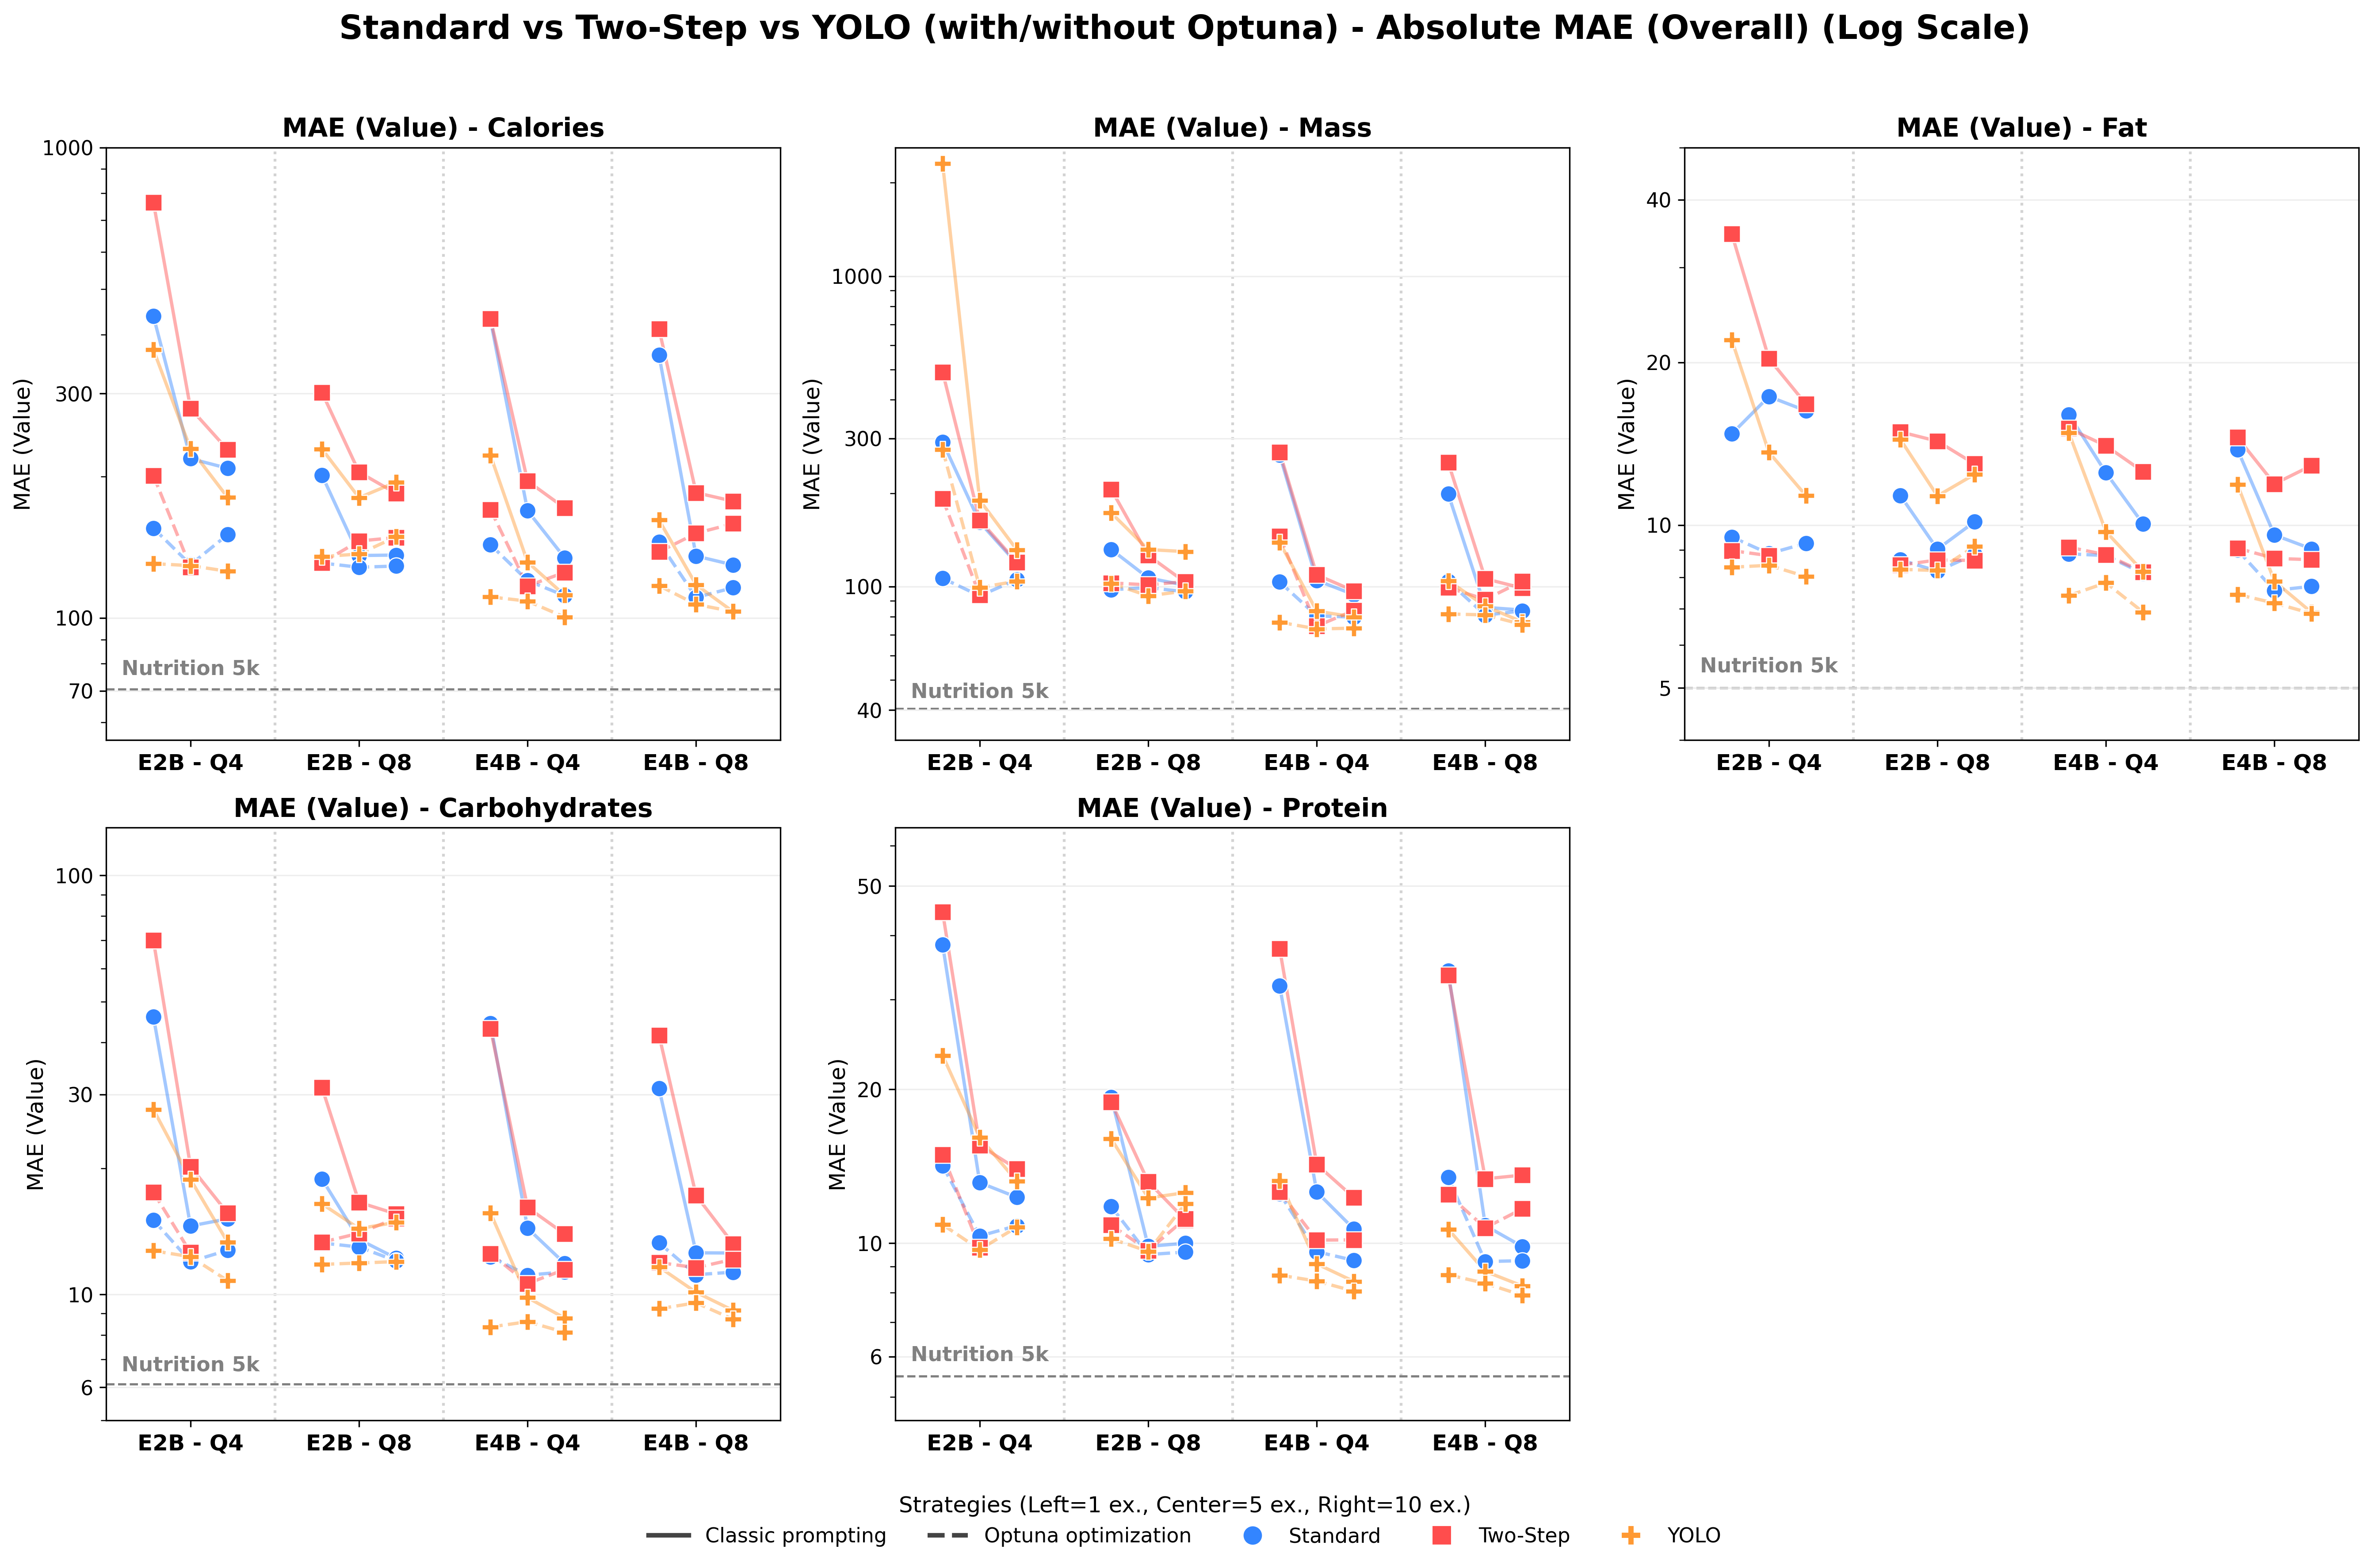 Standard vs Two-Step vs YOLO (with/without Optuna) - Absolute MAE (Overall) (Log Scale)
MAE (Value) - Calories
MAE (Value)
1000
300
100
70
Nutrition 5k
E2B - Q4 E2B - Q8 E4B - Q4 E4B - Q8
MAE (Value) - Mass
MAE (Value)
1000
300
100
40
Nutrition 5k
E2B - Q4 E2B - Q8 E4B - Q4 E4B - Q8
MAE (Value) - Fat
MAE (Value)
40
20
10
5
Nutrition 5k
E2B - Q4 E2B - Q8 E4B - Q4 E4B - Q8
MAE (Value) - Carbohydrates
MAE (Value)
100
30
10
6
Nutrition 5k
E2B - Q4 E2B - Q8 E4B - Q4 E4B - Q8
MAE (Value) - Protein
MAE (Value)
50
20
10
6
Nutrition 5k
E2B - Q4 E2B - Q8 E4B - Q4 E4B - Q8
Strategies (Left=1 ex., Center=5 ex., Right=10 ex.)
Classic prompting Optuna optimization Standard Two-Step YOLO